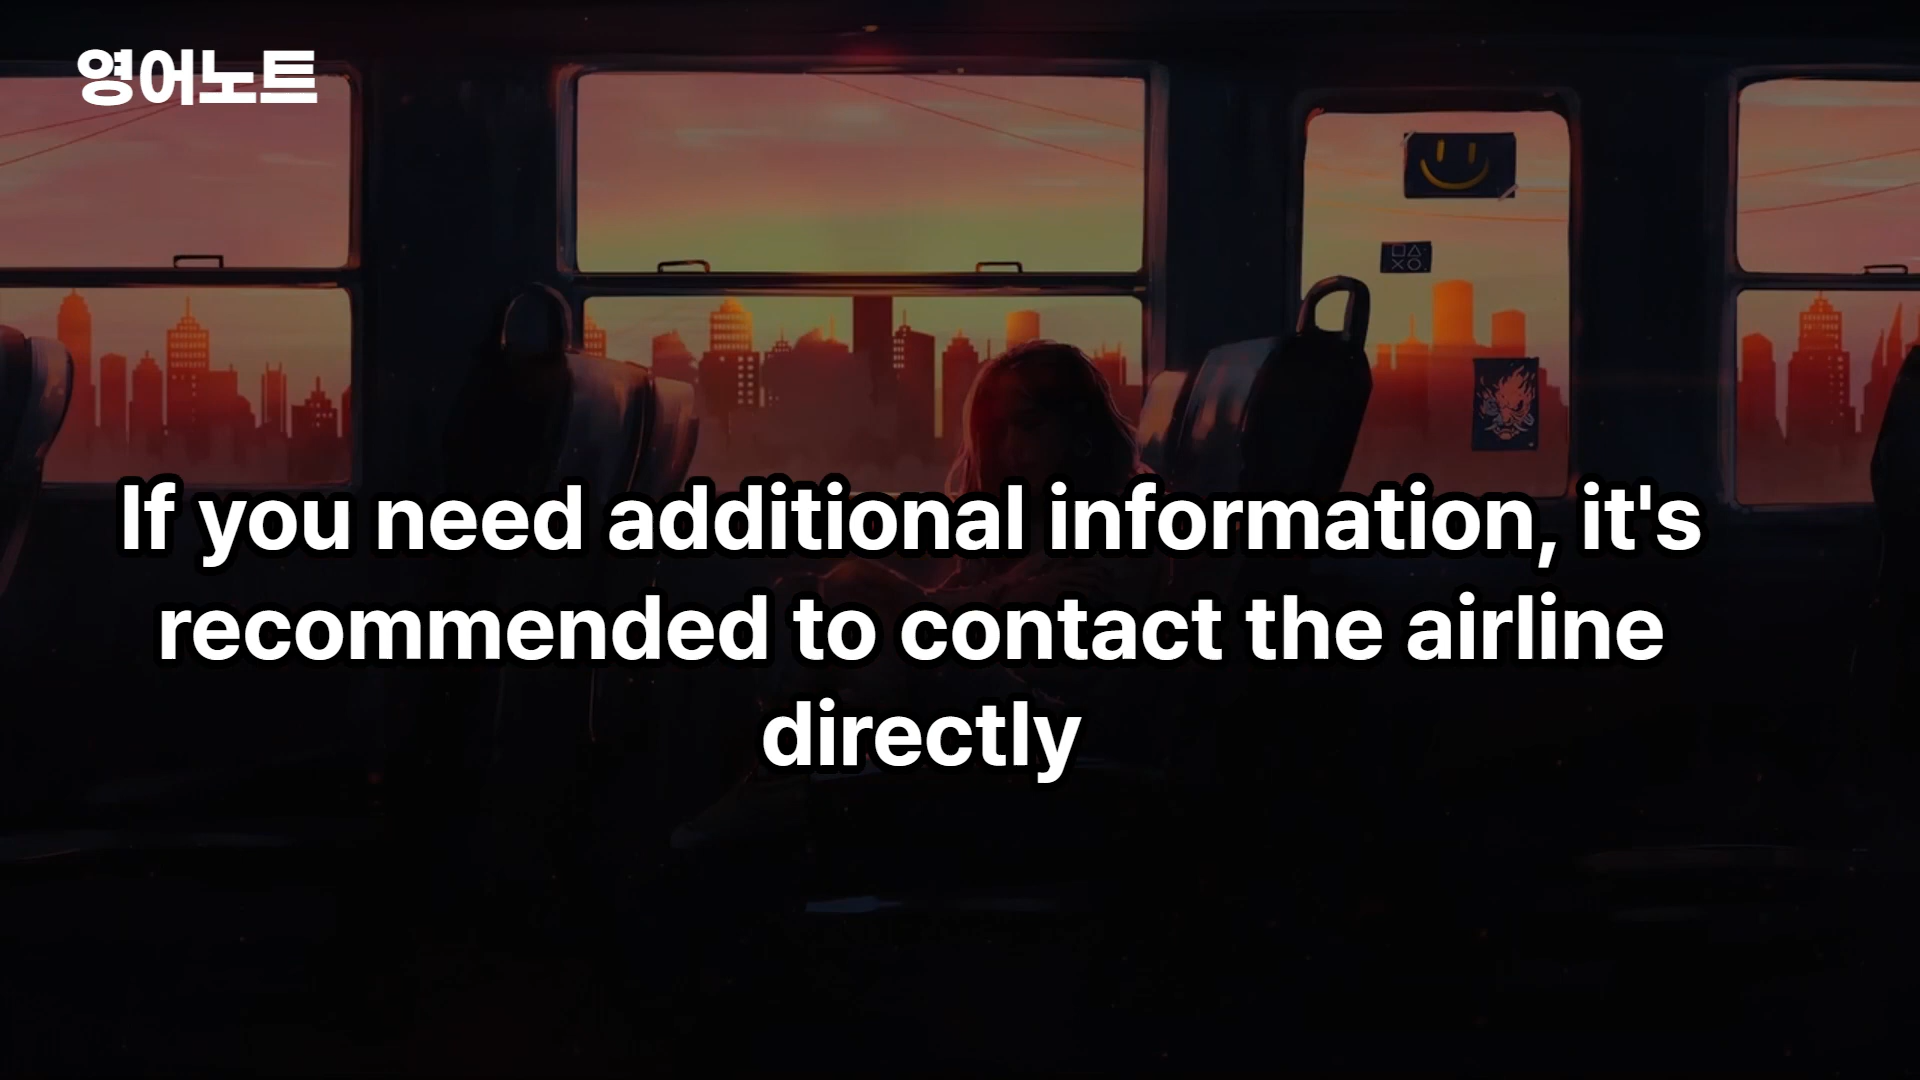 영어노트
If you need additional information, it's
recommended to contact the airline
directly